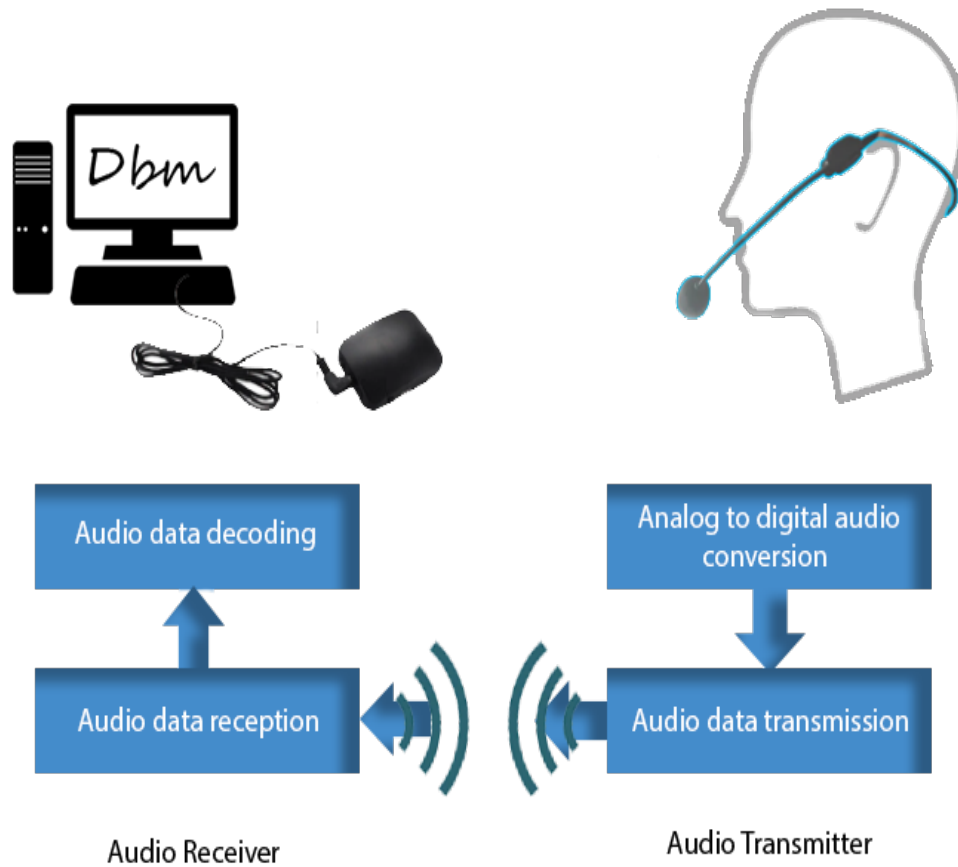 Dbm
Audio data decoding
Analog to digital audio
conversion
Audio data reception
Audio data transmission
Audio Receiver
Audio Transmitter